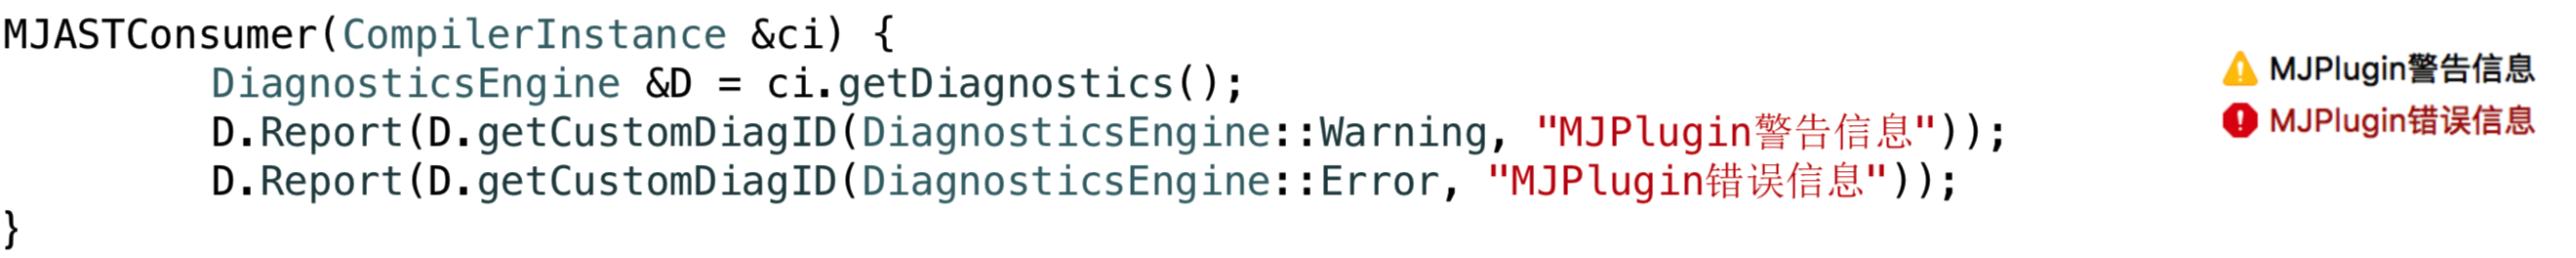 MJASTConsumer(CompilerInstance &ci) {
        DiagnosticsEngine &D = ci.getDiagnostics();
        D.Report(D.getCustomDiagID(DiagnosticsEngine::Warning, "MJPlugin警告信息"));
        D.Report(D.getCustomDiagID(DiagnosticsEngine::Error, "MJPlugin错误信息"));
}
MJPlugin警告信息
MJPlugin错误信息